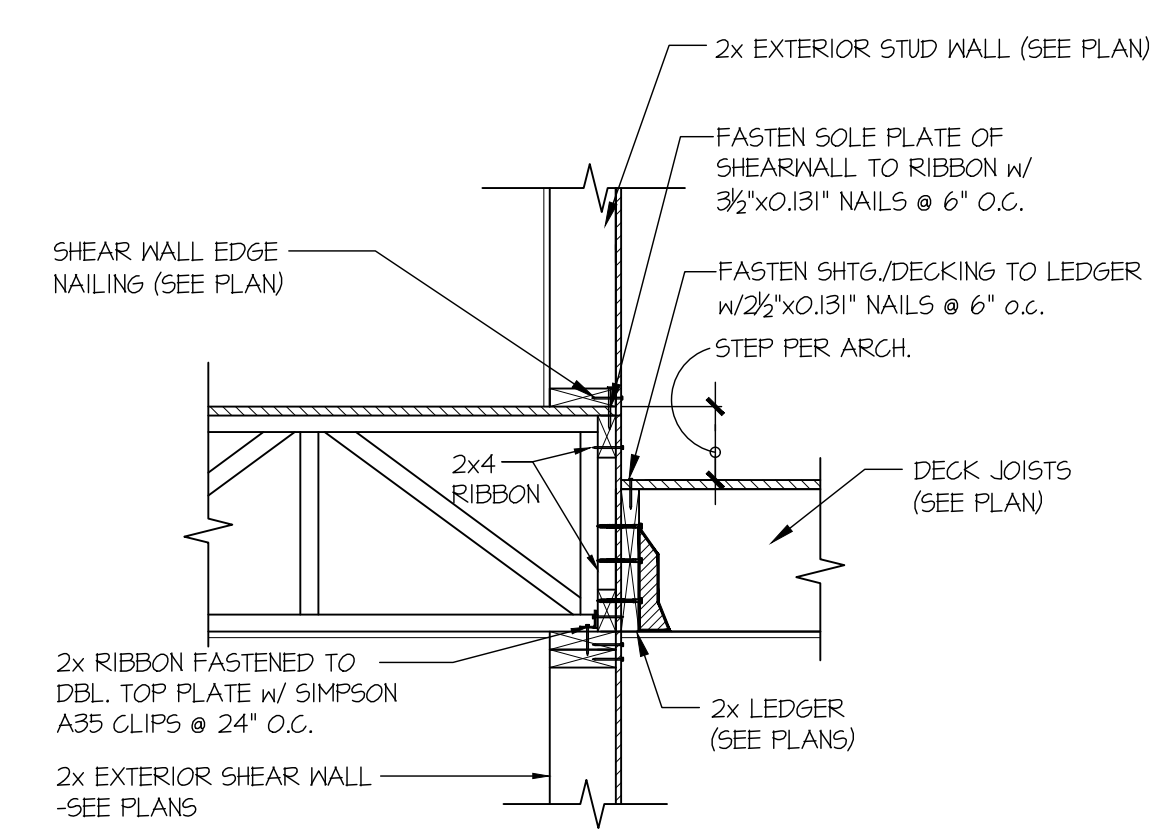 2x EXTERIOR STUD WALL (SEE PLAN)
FASTEN SOLE PLATE OF
SHEARWALL TO RIBBON w/
3½"x0.131" NAILS @ 6" O.C.
SHEAR WALL EDGE
NAILING (SEE PLAN)
FASTEN SHTG./DECKING TO LEDGER
w/2½"x0.131" NAILS @ 6" o.c.
STEP PER ARCH.
2x4
RIBBON
DECK JOISTS
(SEE PLAN)
2x RIBBON FASTENED TO
DBL. TOP PLATE w/ SIMPSON
A35 CLIPS @ 24" O.C.
2x LEDGER
(SEE PLANS)
2x EXTERIOR SHEAR WALL
-SEE PLANS